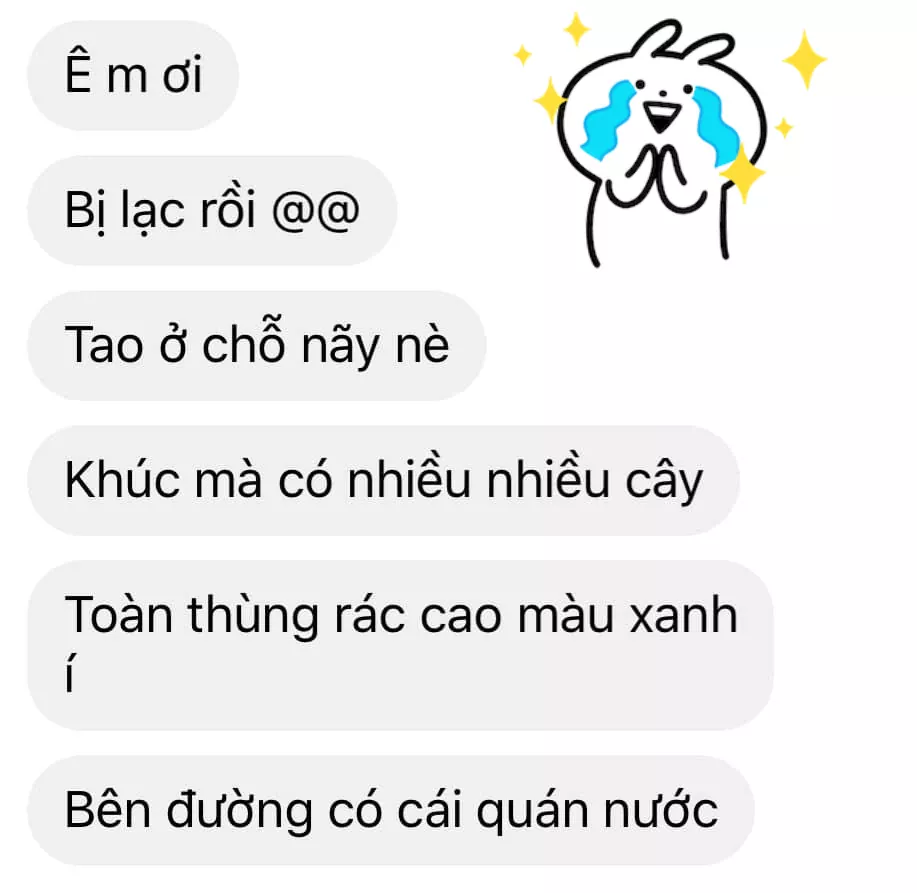 Ê m ơi
Bị lạc rồi @@
Tao ở chỗ nãy nè
Khúc mà có nhiều nhiều cây
Toàn thùng rác cao màu xanh
í
Bên đường có cái quán nước